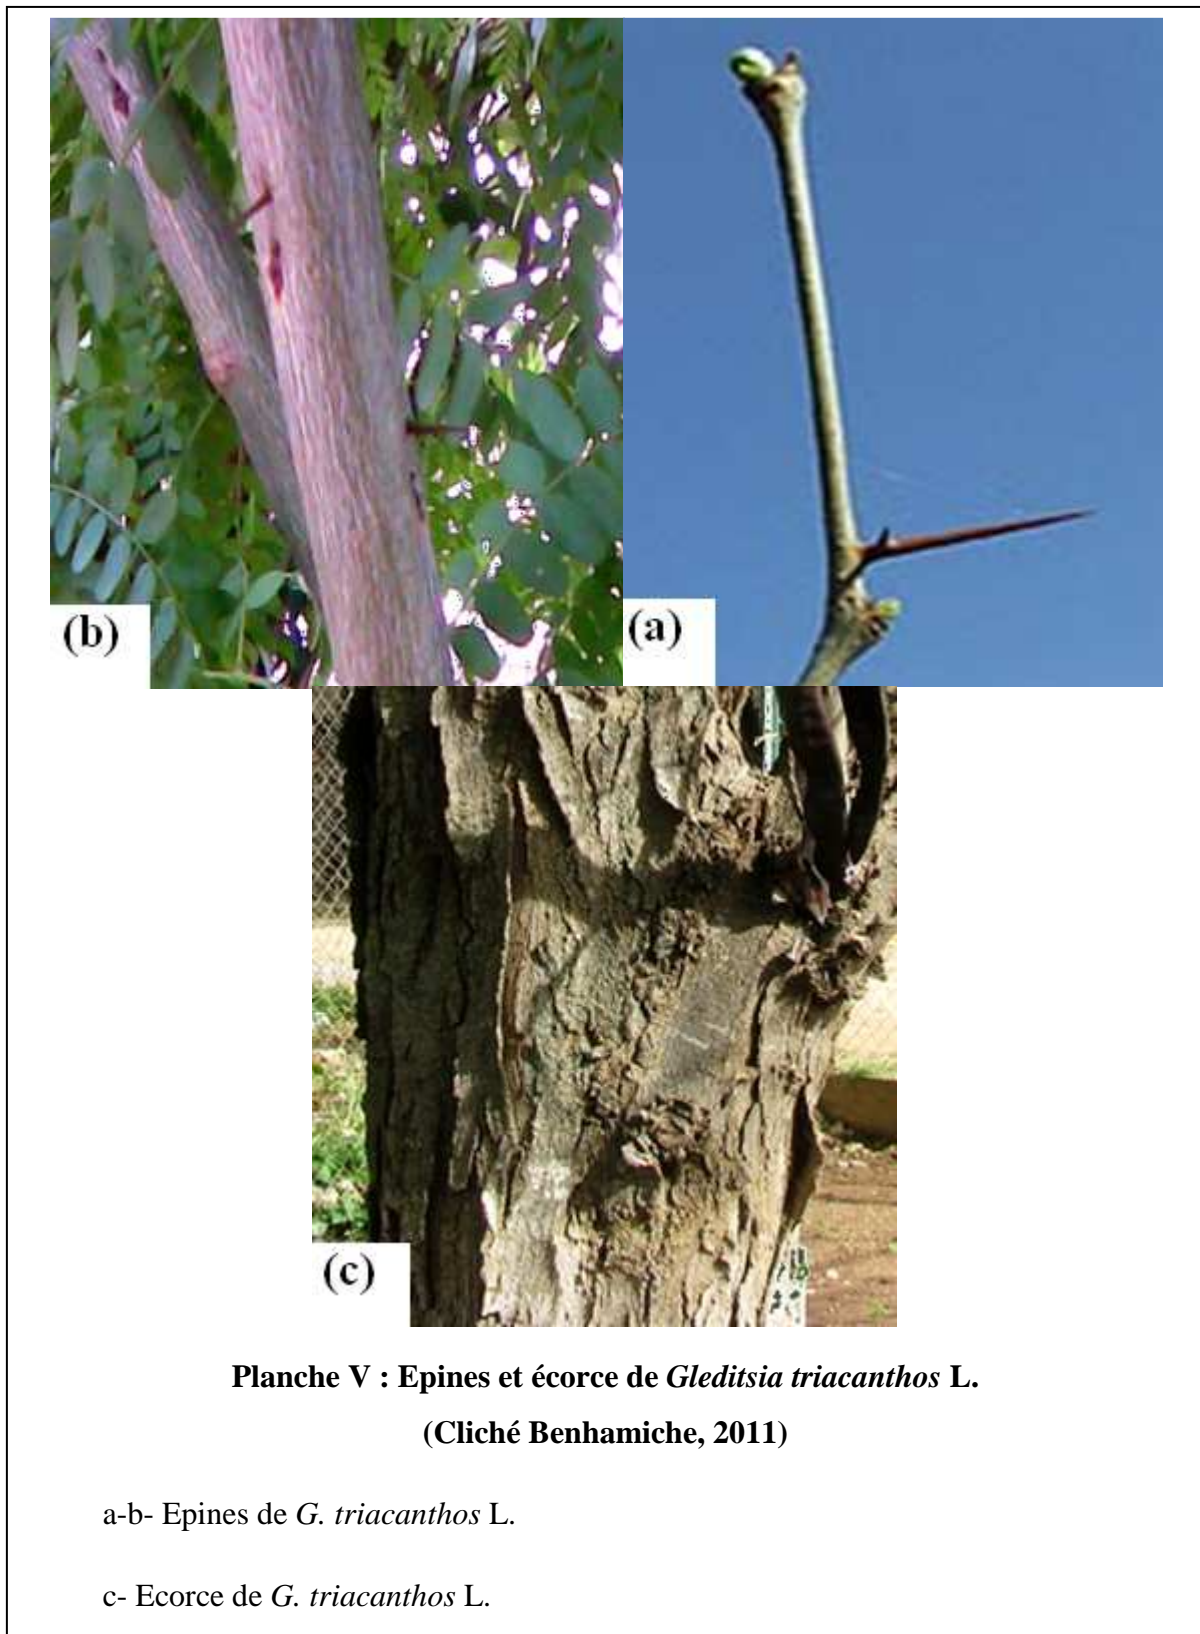 (b)
(a)
(c)
Planche V : Epines et écorce de Gleditsia triacanthos L.
(Cliché Benhamiche, 2011)
a-b- Epines de G. triacanthos L.
c- Ecorce de G. triacanthos L.